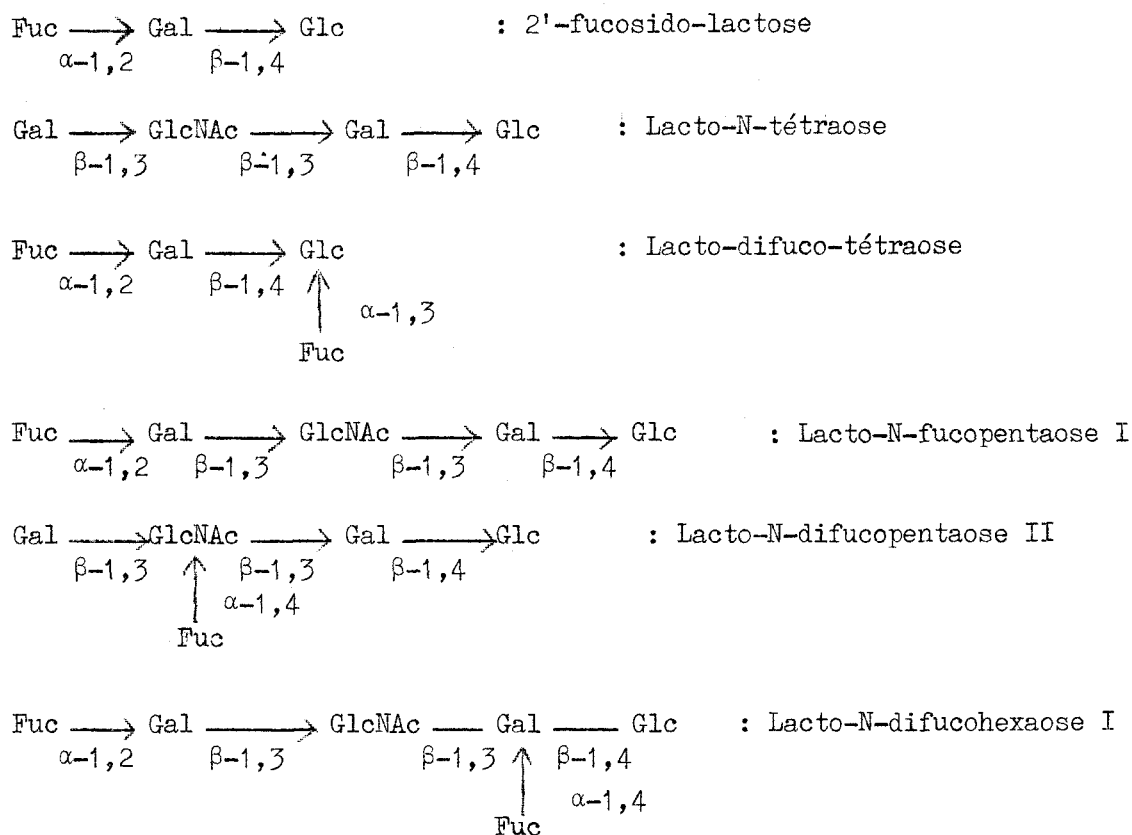 Fuc ⟶ Gal ⟶ Glc : 2'-fucosido-lactose
α-1,2 β-1,4
Gal ⟶ GlcNAc ⟶ Gal ⟶ Glc : Lacto-N-tétraose
β-1,3 β-1,3 β-1,4
Fuc ⟶ Gal ⟶ Glc : Lacto-difuco-tétraose
α-1,2 β-1,4
α-1,3
Fuc
Fuc ⟶ Gal ⟶ GlcNAc ⟶ Gal ⟶ Glc : Lacto-N-fucopentaose I
α-1,2 β-1,3 β-1,3 β-1,4
Gal ⟶ GlcNAc ⟶ Gal ⟶ Glc : Lacto-N-difucopentaose II
β-1,3 β-1,3 β-1,4
α-1,4
Fuc
Fuc ⟶ Gal ⟶ GlcNAc — Gal — Glc : Lacto-N-difucohexaose I
α-1,2 β-1,3 β-1,3 β-1,4
α-1,4
Fuc